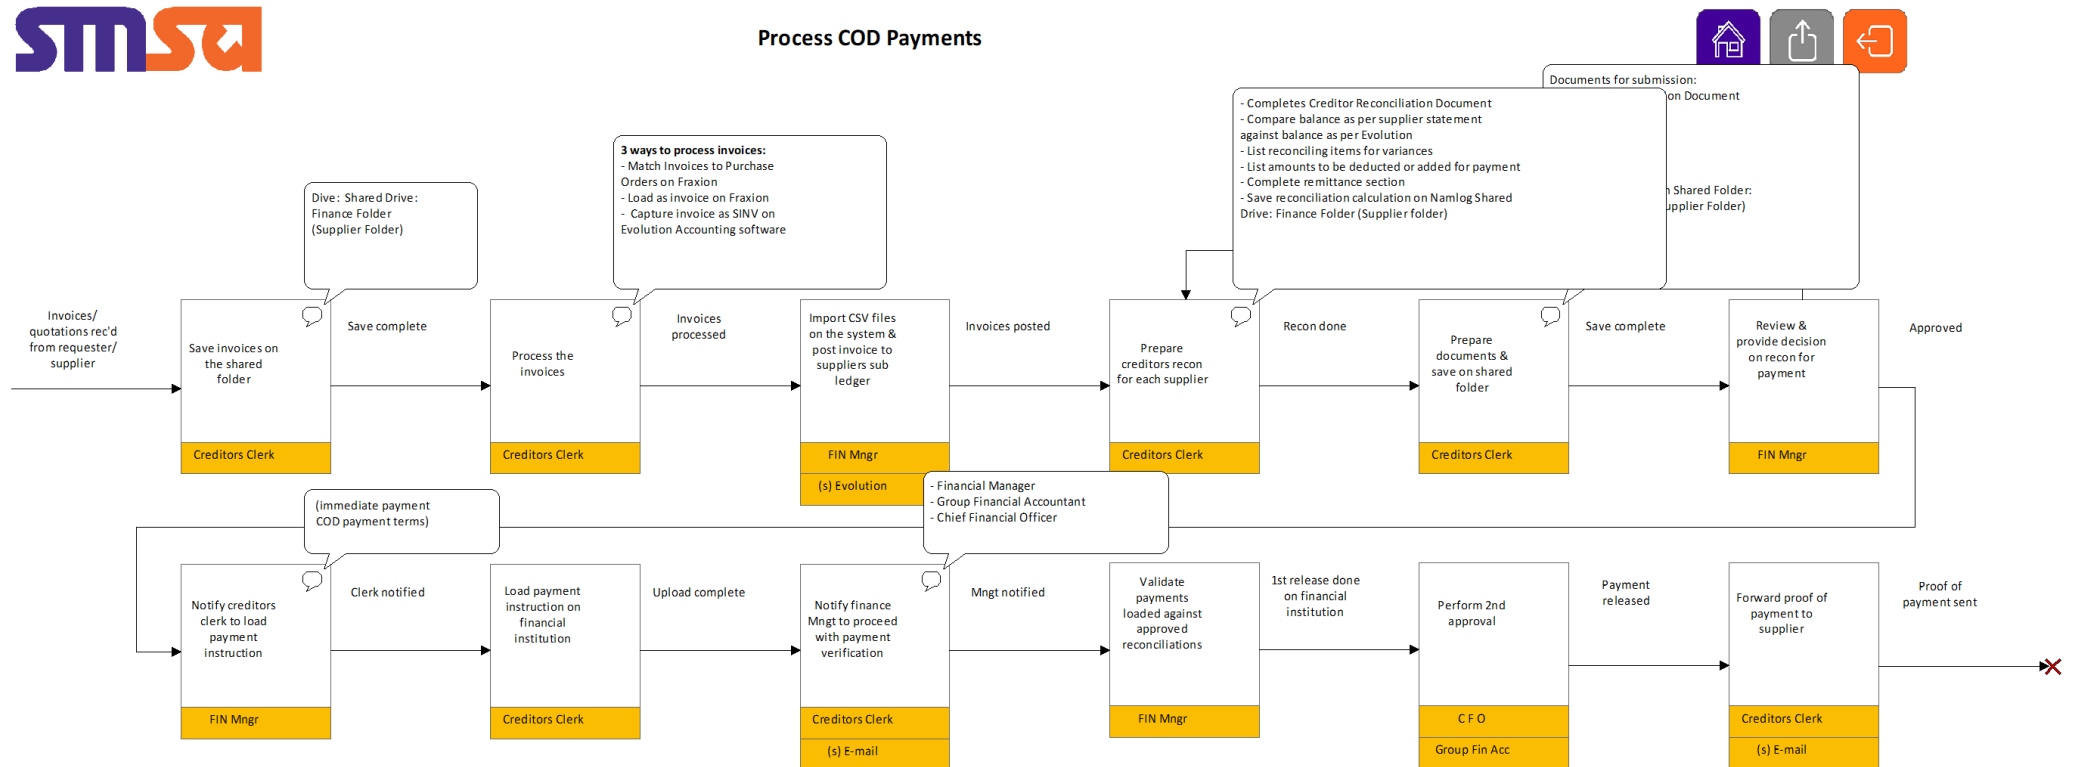 smsa
Process COD Payments
Documents for submission:
on Document
n Shared Folder:
upplier Folder)
- Completes Creditor Reconciliation Document
- Compare balance as per supplier statement
against balance as per Evolution
- List reconciling items for variances
- List amounts to be deducted or added for payment
- Complete remittance section
- Save reconciliation calculation on Namlog Shared
Drive: Finance Folder (Supplier folder)
3 ways to process invoices:
- Match Invoices to Purchase
Orders on Fraxion
- Load as invoice on Fraxion
- Capture invoice as SINV on
Evolution Accounting software
Dive: Shared Drive:
Finance Folder
(Supplier Folder)
Invoices/
quotations rec'd
from requester/
supplier
Save invoices on
the shared
folder
Creditors Clerk
Save complete
Process the
invoices
Creditors Clerk
Invoices
processed
Import CSV files
on the system &
post invoice to
suppliers sub
ledger
FIN Mngr
(s) Evolution
Invoices posted
Prepare
creditors recon
for each supplier
Creditors Clerk
Recon done
Prepare
documents &
save on shared
folder
Creditors Clerk
Save complete
Review &
provide decision
on recon for
payment
FIN Mngr
Approved
(immediate payment
COD payment terms)
- Financial Manager
- Group Financial Accountant
- Chief Financial Officer
Notify creditors
clerk to load
payment
instruction
FIN Mngr
Clerk notified
Load payment
instruction on
financial
institution
Creditors Clerk
Upload complete
Notify finance
Mngt to proceed
with payment
verification
Creditors Clerk
(s) E-mail
Mngt notified
Validate
payments
loaded against
approved
reconciliations
FIN Mngr
1st release done
on financial
institution
Perform 2nd
approval
C F O
Group Fin Acc
Payment
released
Forward proof of
payment to
supplier
Creditors Clerk
(s) E-mail
Proof of
payment sent